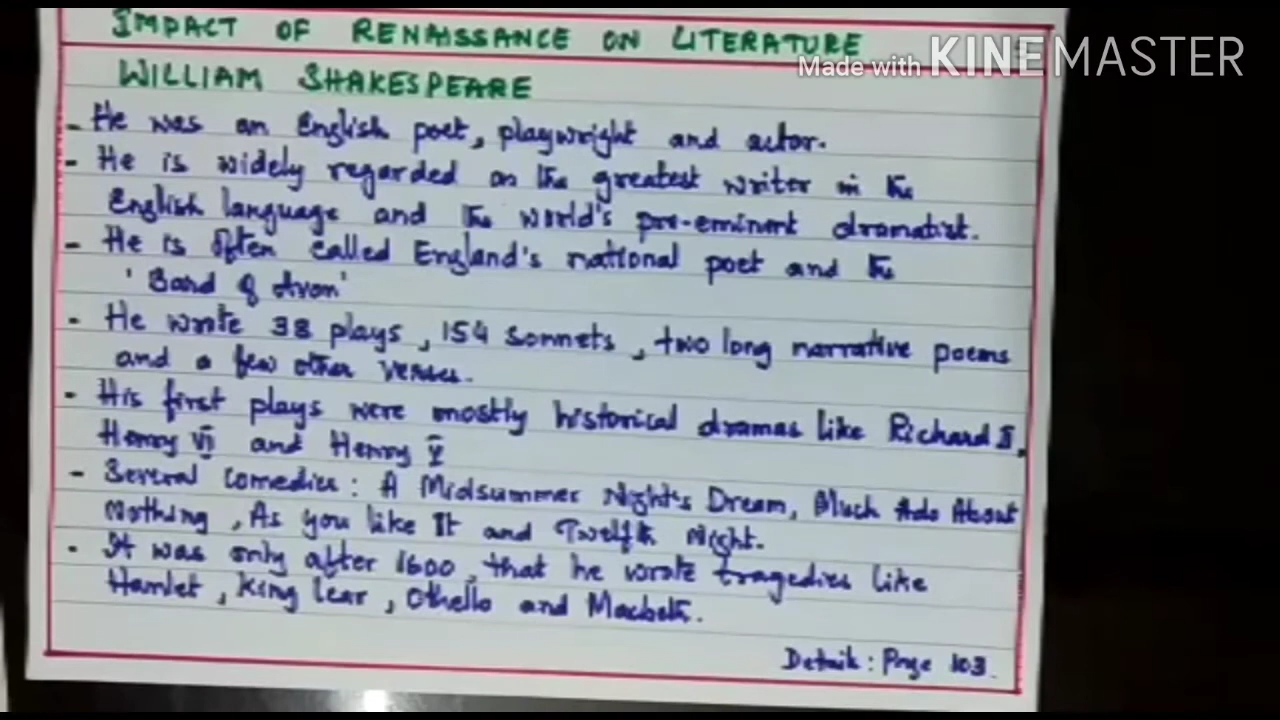 IMPACT OF RENAISSANCE ON LITERATURE
Made with KINEMASTER
WILLIAM SHAKESPEARE
- He was an English poet, playwright and actor.
- He is widely regarded as the greatest writer in the
English language and the world's pre-eminent dramatist.
- He is often called England's national poet and the
'Bard of Avon'
- He wrote 38 plays, 154 sonnets, two long narrative poems
and a few other verses.
- His first plays were mostly historical dramas like Richard II,
Henry VI and Henry V
- Several comedies: A Midsummer Night's Dream, Much Ado About
Nothing, As you like It and Twelfth Night.
- It was only after 1600, that he wrote tragedies like
Hamlet, King Lear, Othello and Macbeth.
Details: Page 103.